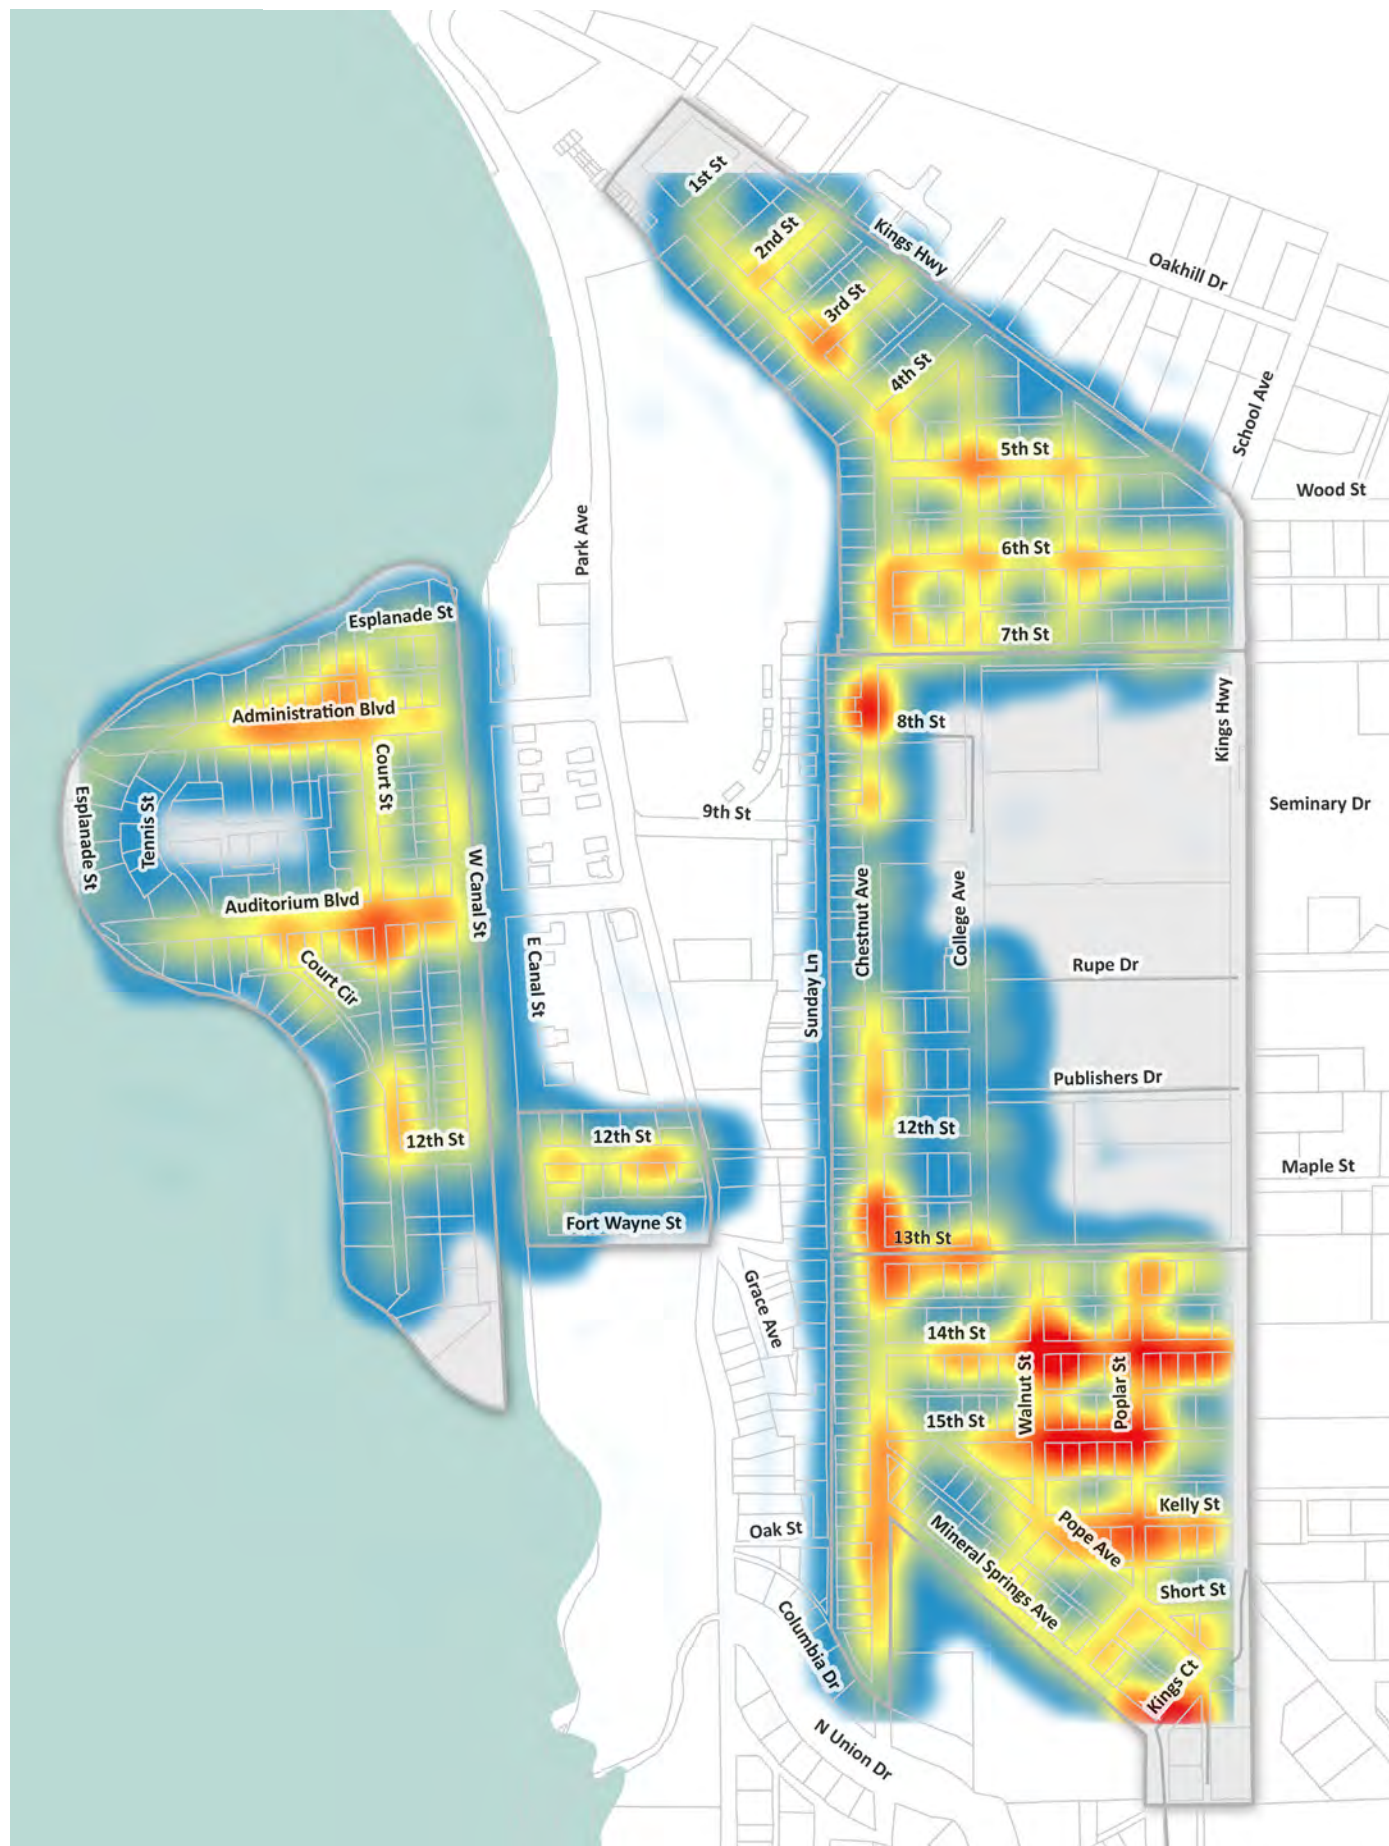 1st St
2nd St
Kings Hwy
Oakhill Dr
3rd St
4th St
School Ave
5th St
Wood St
Park Ave
6th St
Esplanade St
7th St
Administration Blvd
8th St
Kings Hwy
Court St
Esplanade St
Tennis St
9th St
Seminary Dr
Auditorium Blvd
W Canal St
Chestnut Ave
College Ave
Court Cir
E Canal St
Sunday Ln
Rupe Dr
Publishers Dr
12th St
12th St
12th St
Maple St
Fort Wayne St
13th St
Grace Ave
14th St
Walnut St
Poplar St
15th St
Kelly St
Oak St
Pope Ave
Mineral Springs Ave
Short St
Columbia Dr
Kings Ct
N Union Dr